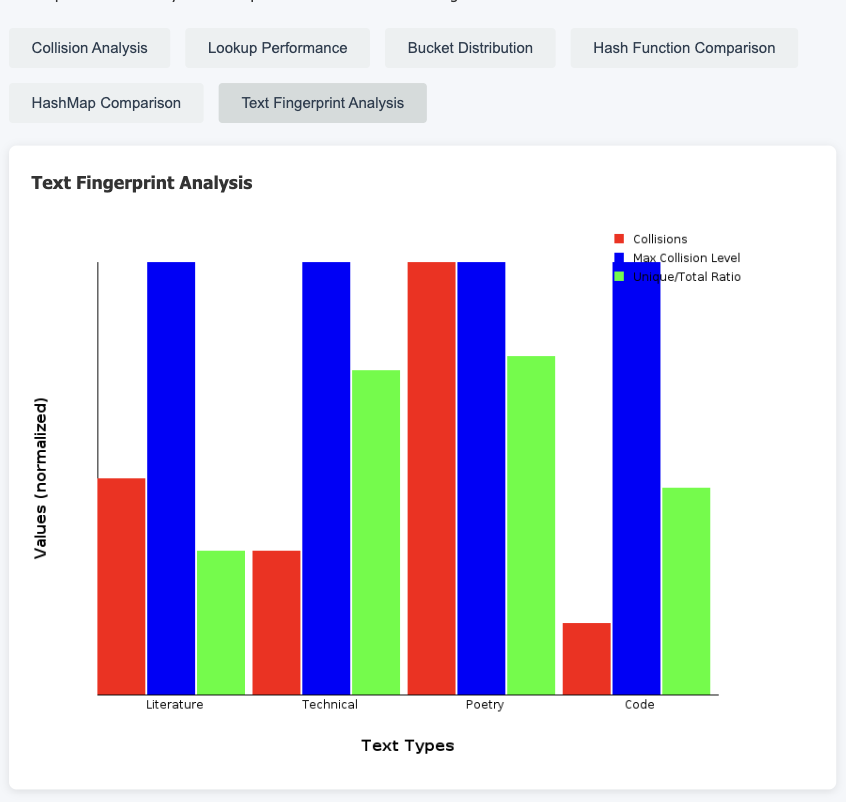 Collision Analysis
Lookup Performance
Bucket Distribution
Hash Function Comparison
HashMap Comparison
Text Fingerprint Analysis
Text Fingerprint Analysis
Collisions
Max Collision Level
Unique/Total Ratio
Values (normalized)
Literature
Technical
Poetry
Code
Text Types